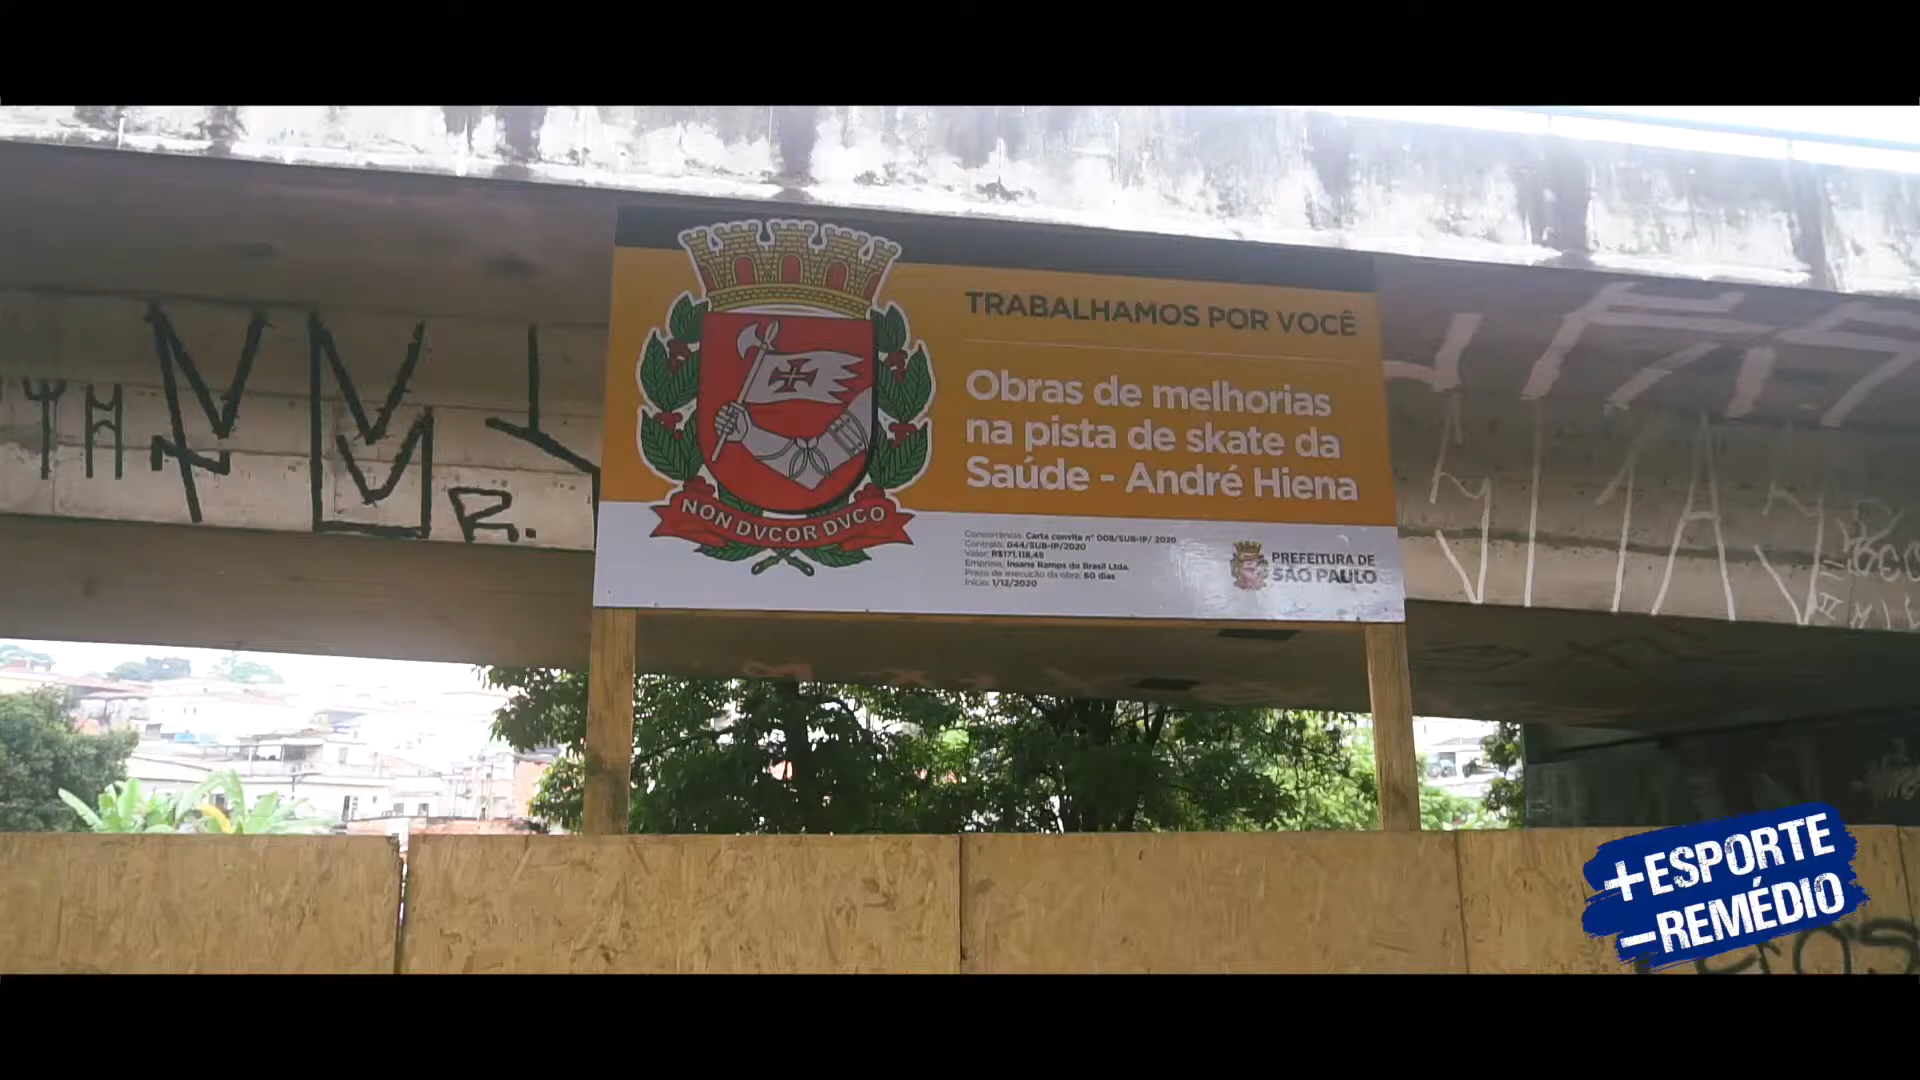 TRABALHAMOS POR VOCÊ
Obras de melhorias
na pista de skate da
Saúde - André Hiena
NON DVCOR DVCO
Concorrência: Carta convite nº 008/SUB-IP/ 2020
Contrato: 044/SUB-IP/2020
Valor: R$171.118,45
Empresa: Insane Ramps do Brasil Ltda.
Prazo de execução da obra: 60 dias
Início: 1/12/2020
PREFEITURA DE
SÃO PAULO
+ESPORTE
-REMÉDIO